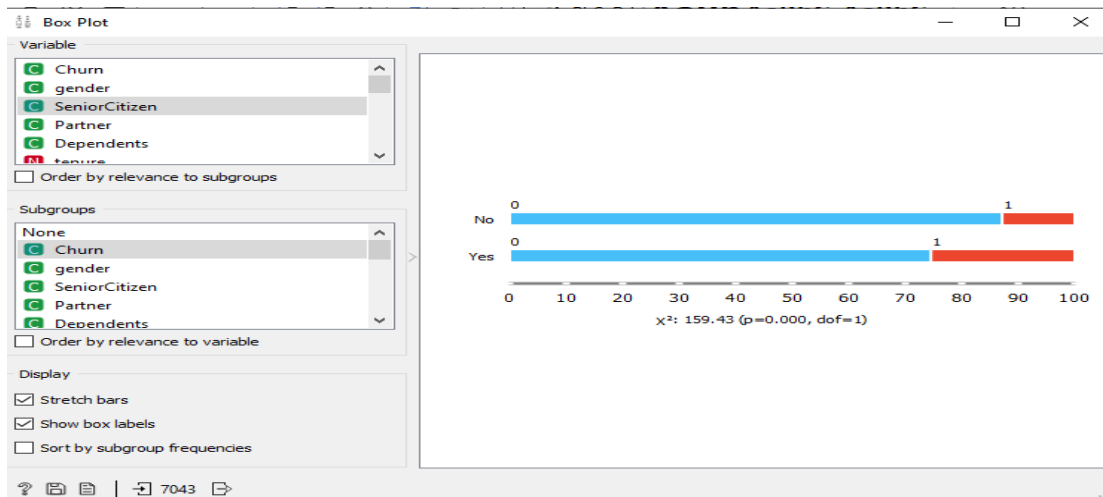 Box Plot
Variable
C Churn
C gender
C SeniorCitizen
C Partner
C Dependents
N tenure
Order by relevance to subgroups
Subgroups
None
C Churn
C gender
C SeniorCitizen
C Partner
C Dependents
Order by relevance to variable
Display
Stretch bars
Show box labels
Sort by subgroup frequencies
? 7043
0 1
No
0 1
Yes
0 10 20 30 40 50 60 70 80 90 100
χ²: 159.43 (p=0.000, dof=1)